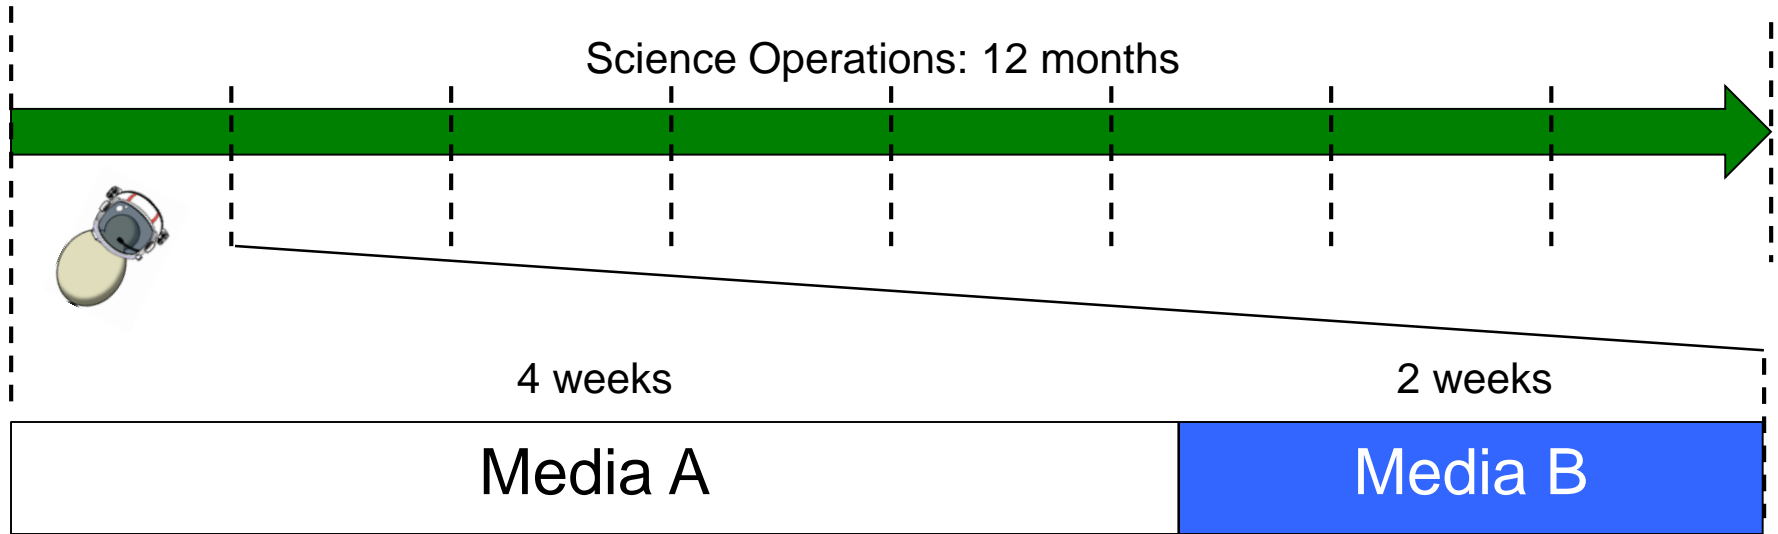 Science Operations: 12 months
4 weeks
2 weeks
Media A
Media B